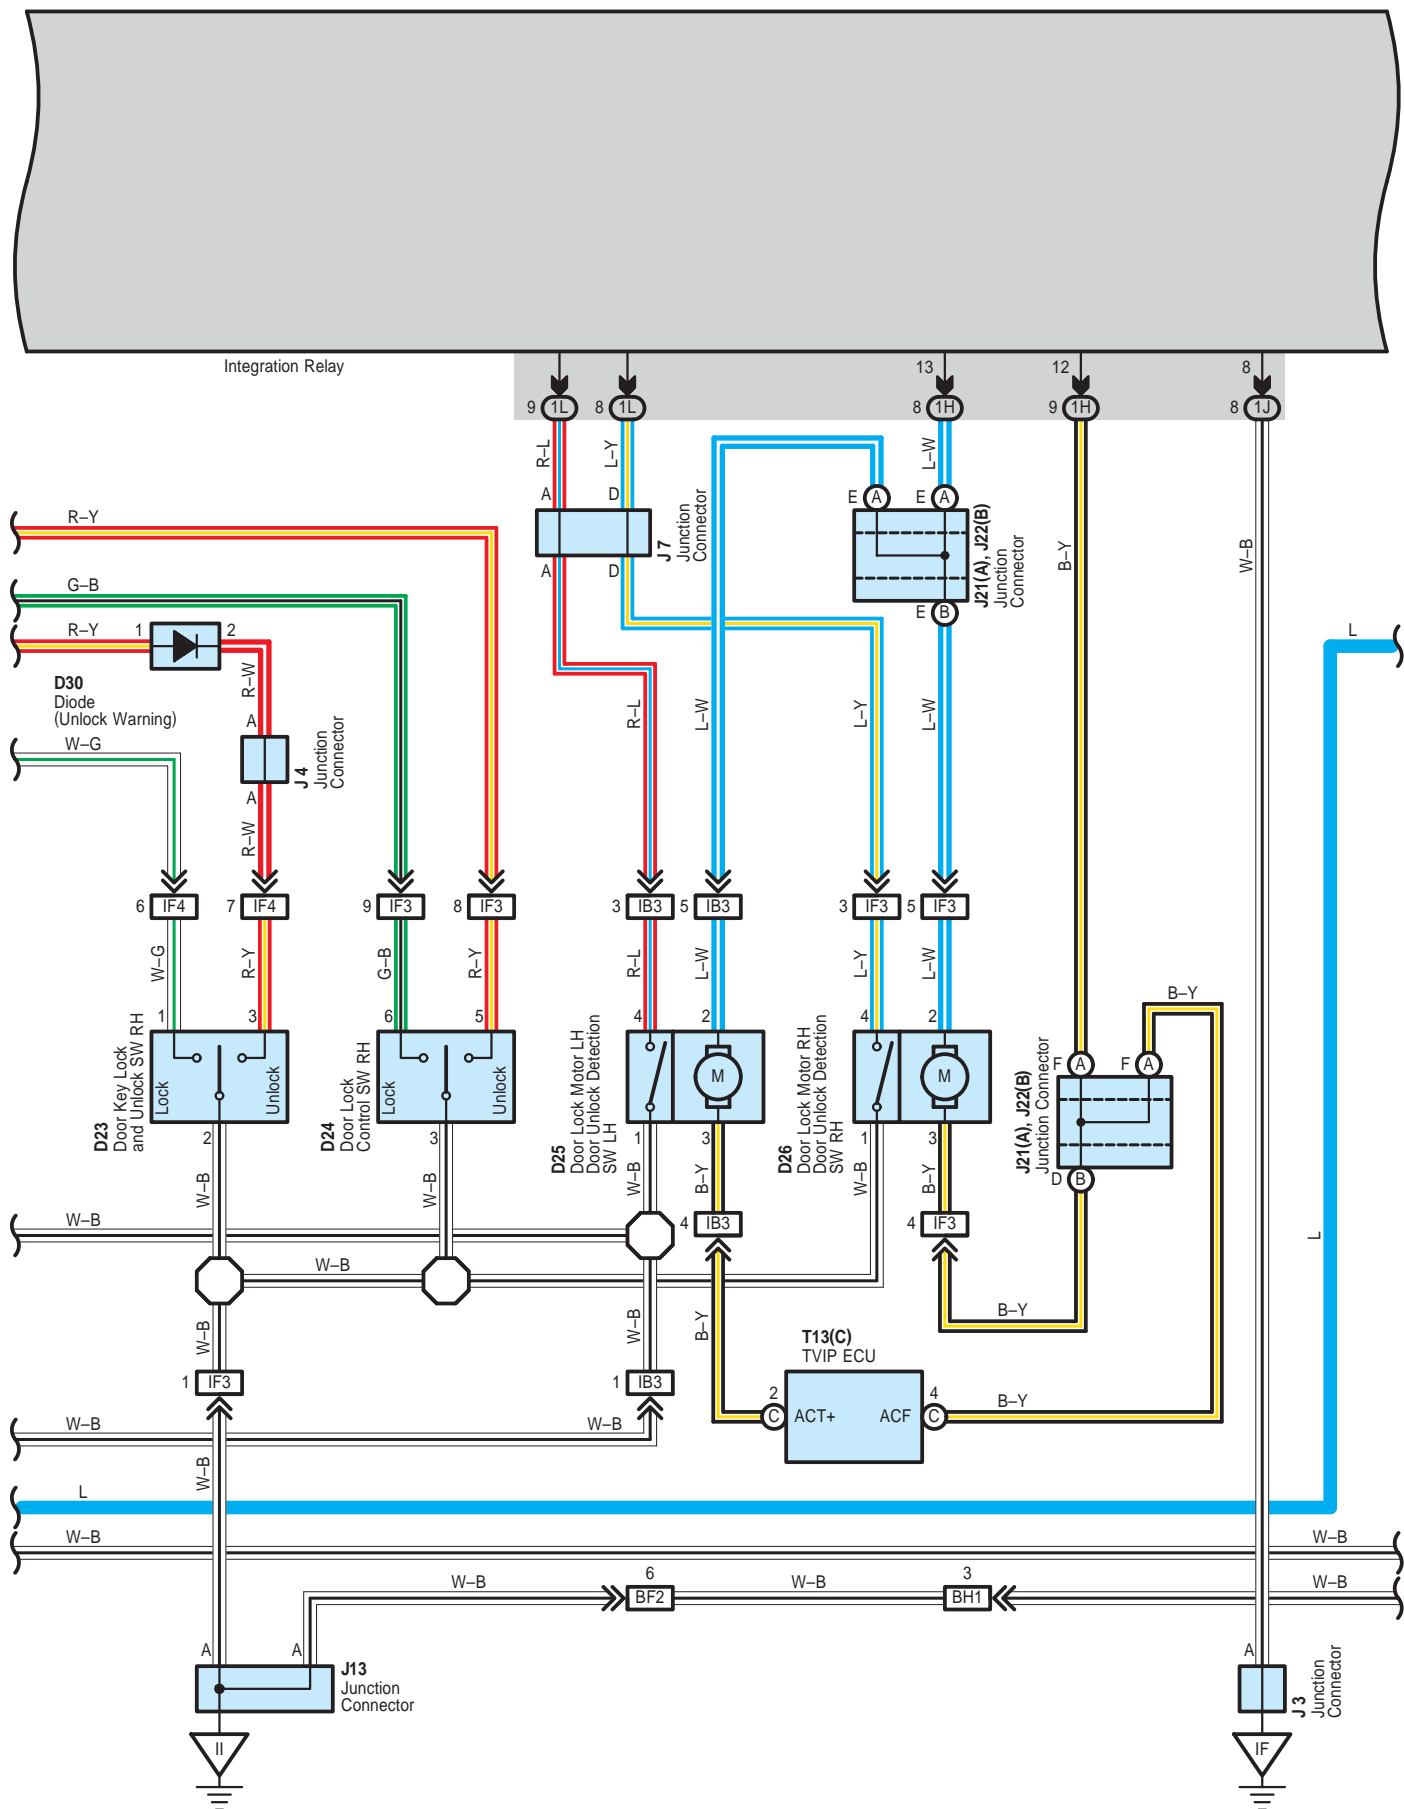 Integration Relay
13
12
8
9 1L
8 1L
8 1H
9 1H
8 1J
R–L
L–Y
L–W
B–Y
W–B
A
D
E A
E A
J 7
Junction
Connector
A
D
J21(A), J22(B)
Junction
Connector
E B
R–Y
G–B
R–Y
1
2
D30
Diode
(Unlock Warning)
R–W
A
J 4
Junction
Connector
A
R–W
W–G
L
R–L
L–W
L–Y
L–W
6 IF4
7 IF4
9 IF3
8 IF3
3 IB3
5 IB3
3 IF3
5 IF3
W–G
R–Y
G–B
R–Y
R–L
L–W
L–Y
L–W
B–Y
1
3
6
5
4
2
4
2
D23
Door Key Lock
and Unlock SW RH
Lock
Unlock
D24
Door Lock
Control SW RH
Lock
Unlock
D25
Door Lock Motor LH
Door Unlock Detection
SW LH
M
D26
Door Lock Motor RH
Door Unlock Detection
SW RH
M
F A
F A
J21(A), J22(B)
Junction Connector
D B
2
3
1
3
1
3
W–B
W–B
W–B
B–Y
W–B
B–Y
W–B
4 IB3
4 IF3
W–B
L
W–B
W–B
B–Y
B–Y
T13(C)
TVIP ECU
1 IF3
1 IB3
2
4
C ACT+
ACF C
B–Y
W–B
W–B
W–B
L
W–B
W–B
W–B
6
BF2
W–B
3
BH1
W–B
A
A
J13
Junction
Connector
II
A
J 3
Junction
Connector
IF